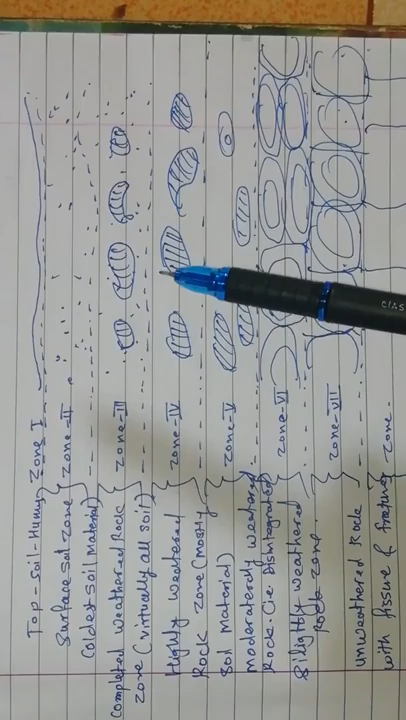 Top-soil-Humus Zone I
Surface soil zone zone-II
(oldest soil material)
completed weathered Rock zone-III
zone (virtually all soil)
Highly weathered zone-IV
Rock zone (mostly
soil material) zone-V
moderately weathered
Rock. (i.e. Disintegrated zone-VI
Slightly weathered
Rock zone. zone-VII
unweathered Rock
with fissure & fracture zone.